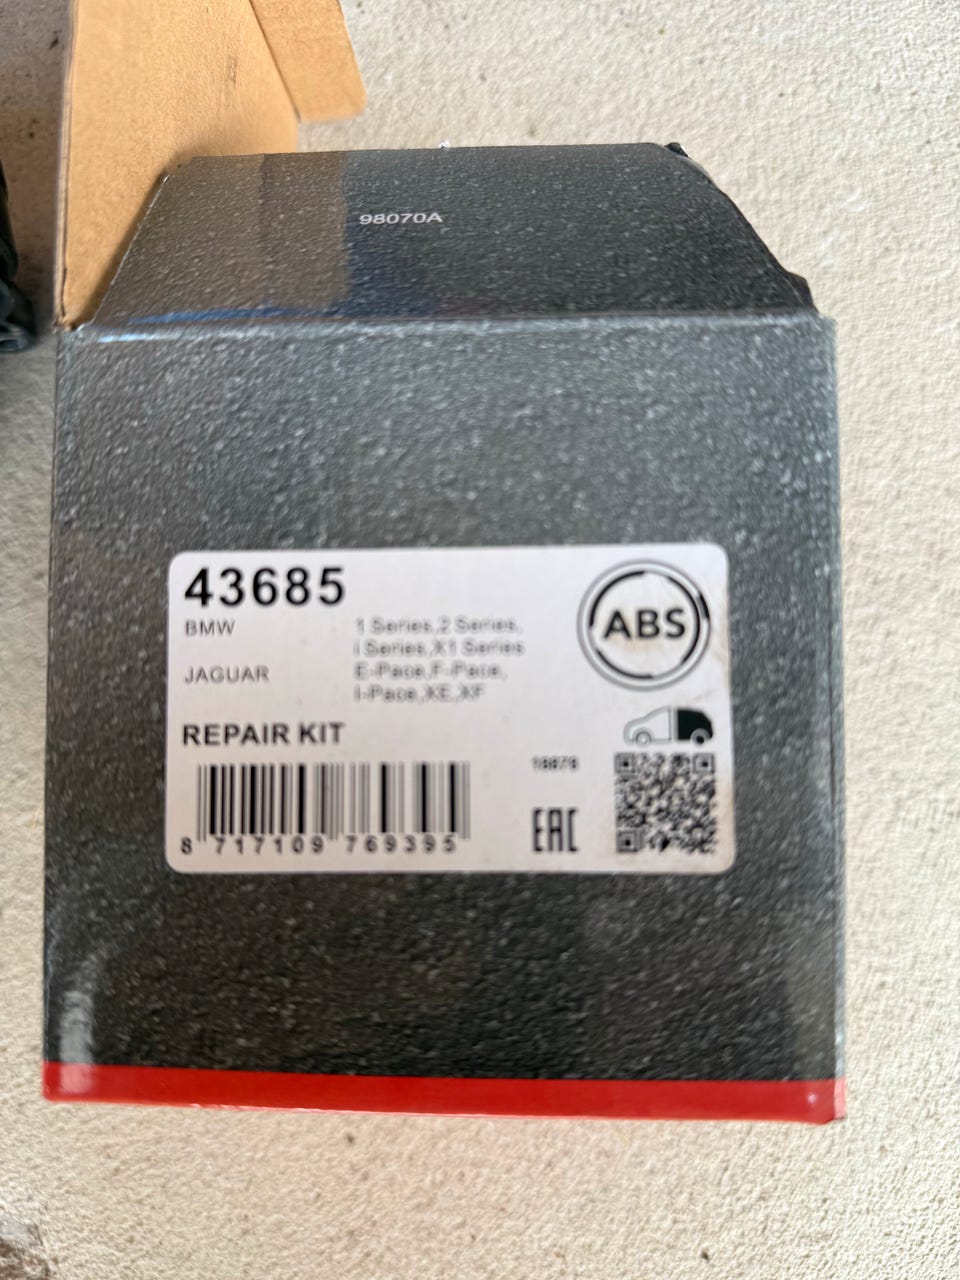 98070A
43685
ABS
BMW 1 Series,2 Series,
i Series,X1 Series
JAGUAR E-Pace,F-Pace,
I-Pace,XE,XF
REPAIR KIT
18878
EAC
8 717109 769395